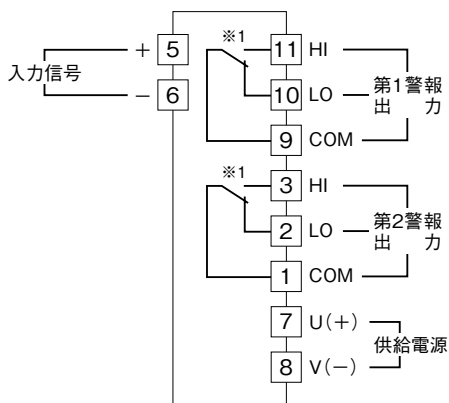 入力信号
+ 5
− 6
※1
11 HI
10 LO
9 COM
第1警報
出 力
※1
3 HI
2 LO
1 COM
第2警報
出 力
7 U(+)
8 V(−)
供給電源